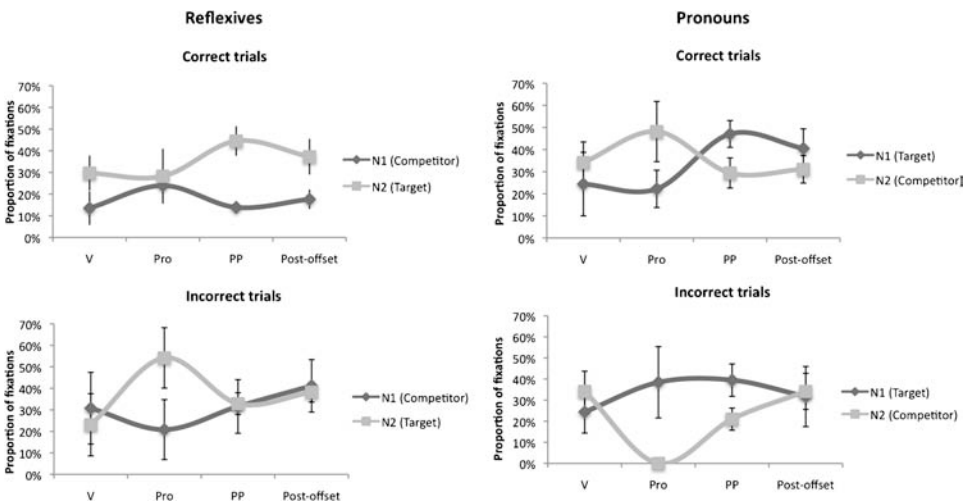 Reflexives
Pronouns
Correct trials
Proportion of fixations
70%
60%
50%
40%
30%
20%
10%
0%
V Pro PP Post-offset
N1 (Competitor)
N2 (Target)
Correct trials
Proportion of fixations
70%
60%
50%
40%
30%
20%
10%
0%
V Pro PP Post-offset
N1 (Target)
N2 (Competitor)
Incorrect trials
Proportion of fixations
70%
60%
50%
40%
30%
20%
10%
0%
V Pro PP Post-offset
N1 (Competitor)
N2 (Target)
Incorrect trials
Proportion of fixations
70%
60%
50%
40%
30%
20%
10%
0%
V Pro PP Post-offset
N1 (Target)
N2 (Competitor)